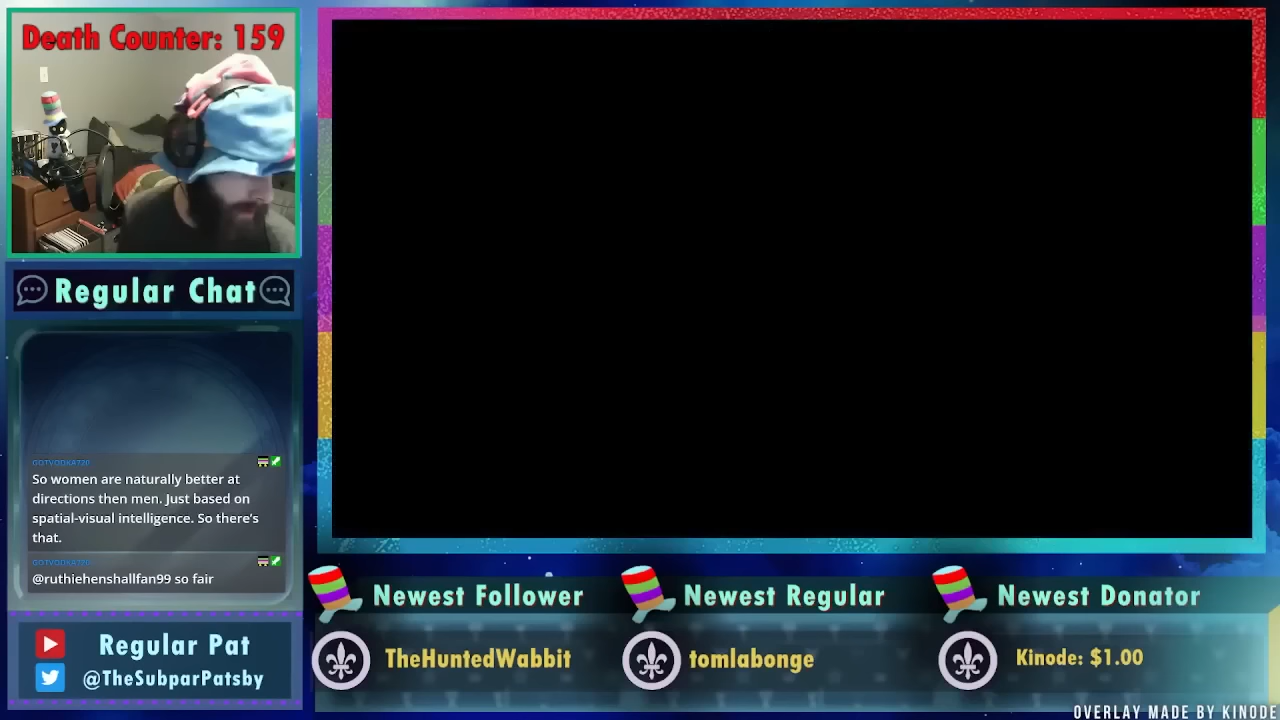 Death Counter: 159
Regular Chat
GOTVODKA720
So women are naturally better at
directions then men. Just based on
spatial-visual intelligence. So there's
that.
GOTVODKA720
@ruthiehenshallfan99 so fair
Regular Pat
@TheSubparPatsby
Newest Follower
TheHuntedWabbit
Newest Regular
tomlabonge
Newest Donator
Kinode: $1.00
OVERLAY MADE BY KINODE